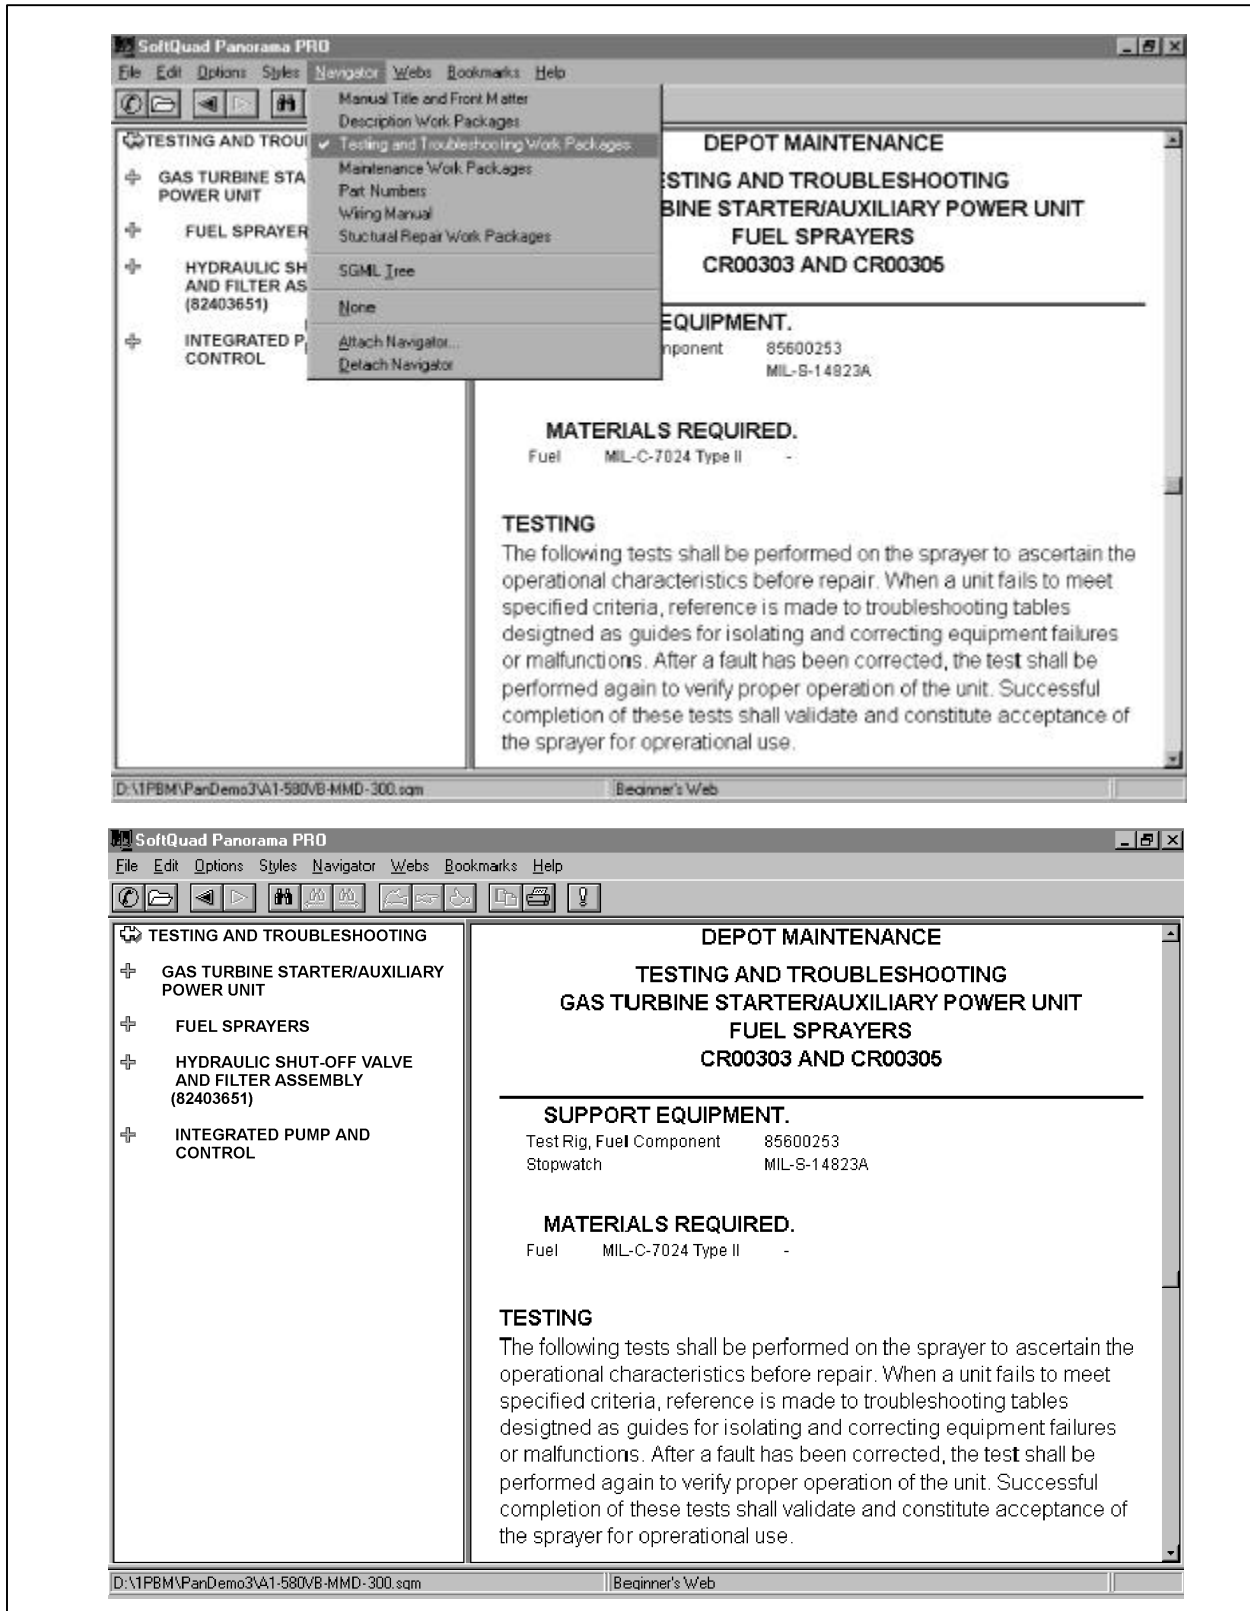 SoftQuad Panorama PRO
File Edit Options Styles Navigator Webs Bookmarks Help
Manual Title and Front Matter
Description Work Packages
Testing and Troubleshooting Work Packages
Maintenance Work Packages
Part Numbers
Wiring Manual
Stuctural Repair Work Packages
SGML Tree
None
Attach Navigator...
Detach Navigator
TESTING AND TROU
GAS TURBINE STA
POWER UNIT
FUEL SPRAYER
HYDRAULIC SH
AND FILTER AS
(82403651)
INTEGRATED P
CONTROL
DEPOT MAINTENANCE
STING AND TROUBLESHOOTING
BINE STARTER/AUXILIARY POWER UNIT
FUEL SPRAYERS
CR00303 AND CR00305
EQUIPMENT.
nponent 85600253
MIL-S-14823A
MATERIALS REQUIRED.
Fuel MIL-C-7024 Type II -
TESTING
The following tests shall be performed on the sprayer to ascertain the
operational characteristics before repair. When a unit fails to meet
specified criteria, reference is made to troubleshooting tables
desigtned as guides for isolating and correcting equipment failures
or malfunctions. After a fault has been corrected, the test shall be
performed again to verify proper operation of the unit. Successful
completion of these tests shall validate and constitute acceptance of
the sprayer for oprerational use.
D:\1PBM\PanDemo3\A1-580VB-MMD-300.sgm Beginner's Web
SoftQuad Panorama PRO
File Edit Options Styles Navigator Webs Bookmarks Help
TESTING AND TROUBLESHOOTING
GAS TURBINE STARTER/AUXILIARY
POWER UNIT
FUEL SPRAYERS
HYDRAULIC SHUT-OFF VALVE
AND FILTER ASSEMBLY
(82403651)
INTEGRATED PUMP AND
CONTROL
DEPOT MAINTENANCE
TESTING AND TROUBLESHOOTING
GAS TURBINE STARTER/AUXILIARY POWER UNIT
FUEL SPRAYERS
CR00303 AND CR00305
SUPPORT EQUIPMENT.
Test Rig, Fuel Component 85600253
Stopwatch MIL-S-14823A
MATERIALS REQUIRED.
Fuel MIL-C-7024 Type II -
TESTING
The following tests shall be performed on the sprayer to ascertain the
operational characteristics before repair. When a unit fails to meet
specified criteria, reference is made to troubleshooting tables
desigtned as guides for isolating and correcting equipment failures
or malfunctions. After a fault has been corrected, the test shall be
performed again to verify proper operation of the unit. Successful
completion of these tests shall validate and constitute acceptance of
the sprayer for oprerational use.
D:\1PBM\PanDemo3\A1-580VB-MMD-300.sgm Beginner's Web